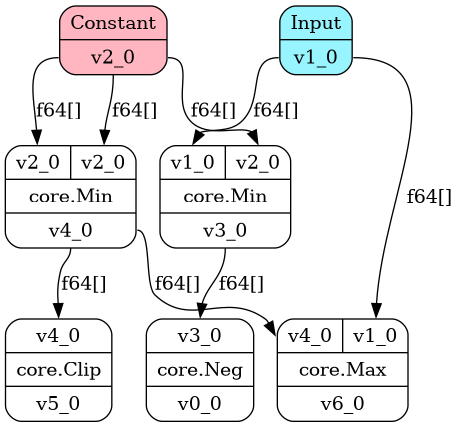 Constant
v2_0
Input
v1_0
f64[]
f64[]
f64[]
f64[]
f64[]
v2_0 v2_0
core.Min
v4_0
v1_0 v2_0
core.Min
v3_0
f64[]
f64[]
f64[]
v4_0
core.Clip
v5_0
v3_0
core.Neg
v0_0
v4_0 v1_0
core.Max
v6_0